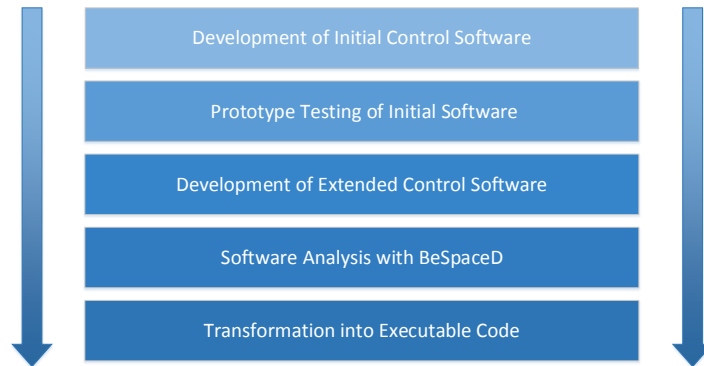 Development of Initial Control Software
Prototype Testing of Initial Software
Development of Extended Control Software
Software Analysis with BeSpaceD
Transformation into Executable Code